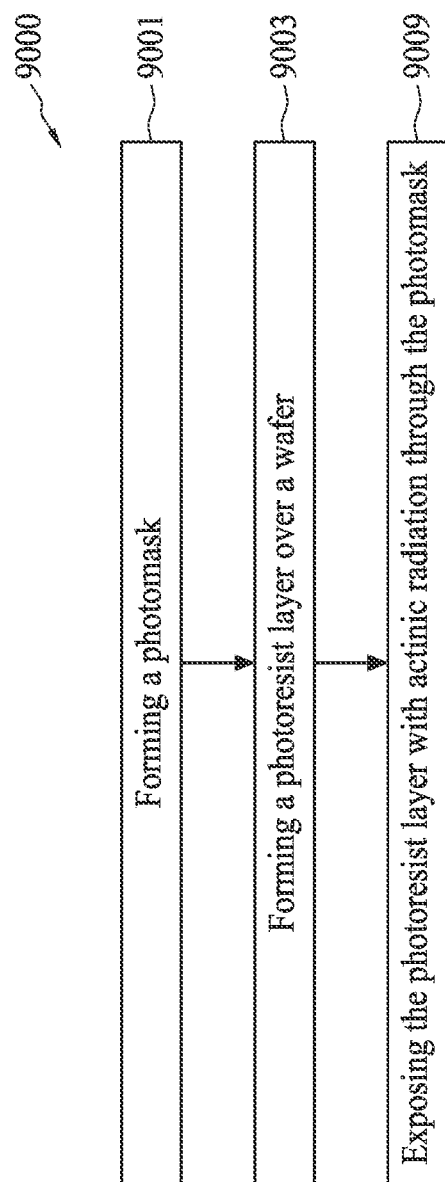 9000
Forming a photomask
9001
Forming a photoresist layer over a wafer
9003
Exposing the photoresist layer with actinic radiation through the photomask
9009